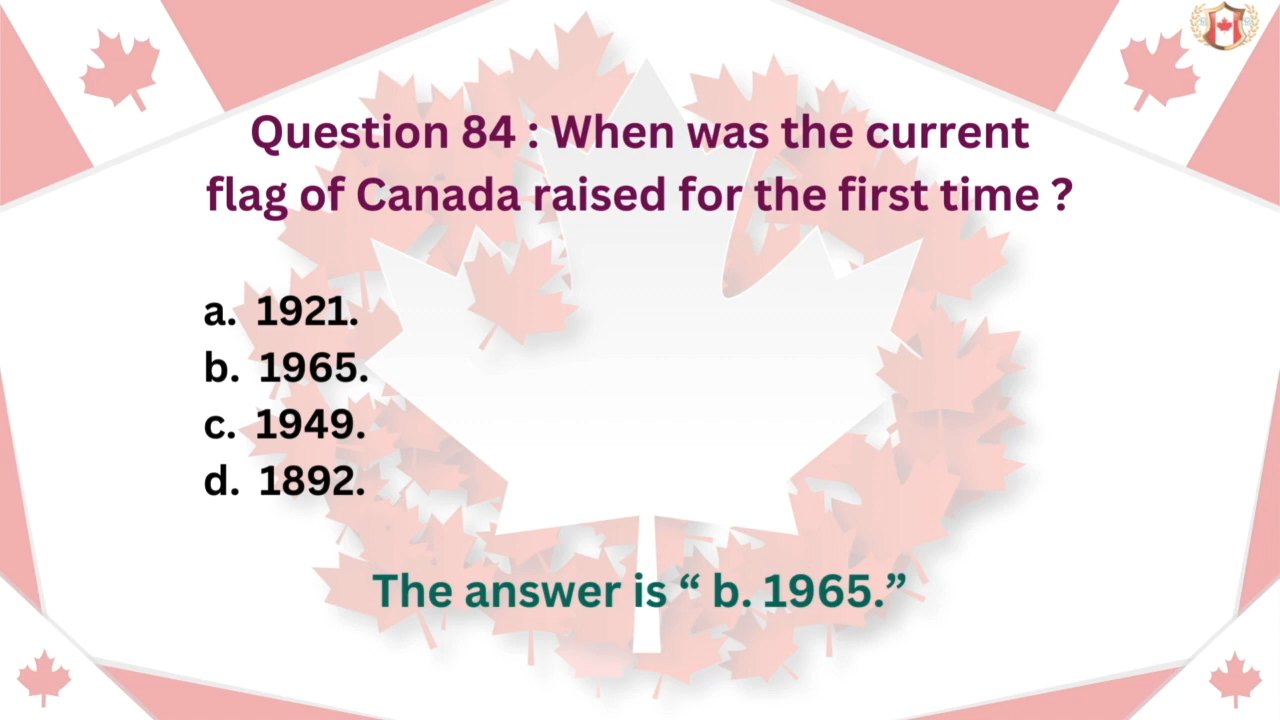 Question 84 : When was the current
flag of Canada raised for the first time ?
a. 1921.
b. 1965.
c. 1949.
d. 1892.
The answer is “ b. 1965.”